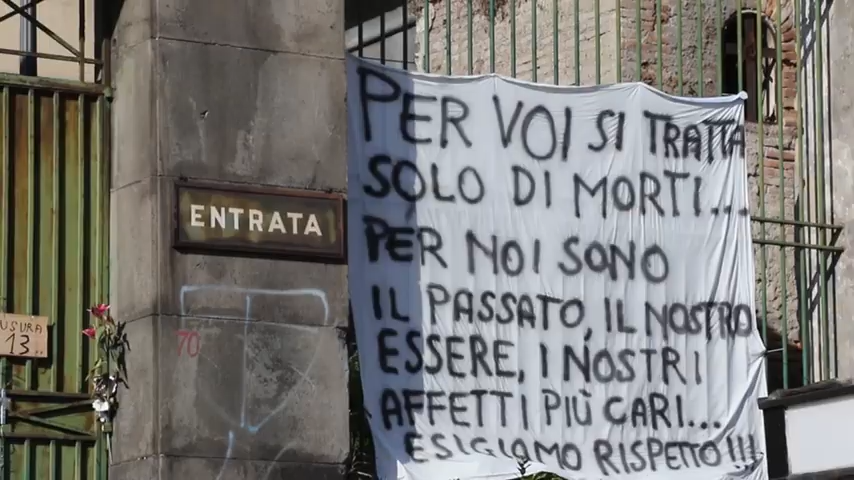 ENTRATA
USURA
13..
70
PER VOI SI TRATTA
SOLO DI MORTI...
PER NOI SONO
IL PASSATO, IL NOSTRO
ESSERE, I NOSTRI
AFFETTI PIÙ CARI...
ESIGIAMO RISPETTO!!!